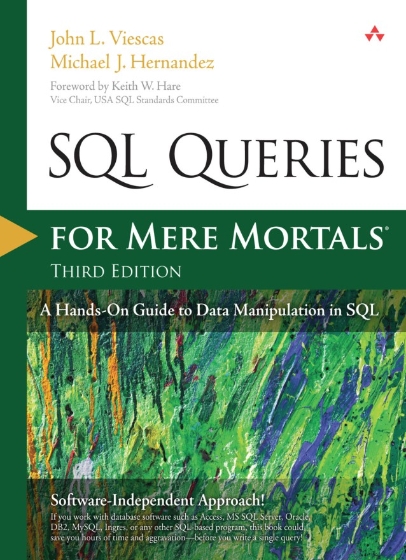 John L. Viescas
Michael J. Hernandez
Foreword by Keith W. Hare
Vice Chair, USA SQL Standards Committee
SQL Queries
for Mere Mortals®
Third Edition
A Hands-On Guide to Data Manipulation in SQL
Software-Independent Approach!
If you work with database software such as Access, MS SQL Server, Oracle,
DB2, MySQL, Ingres, or any other SQL-based program, this book could
save you hours of time and aggravation—before you write a single query!